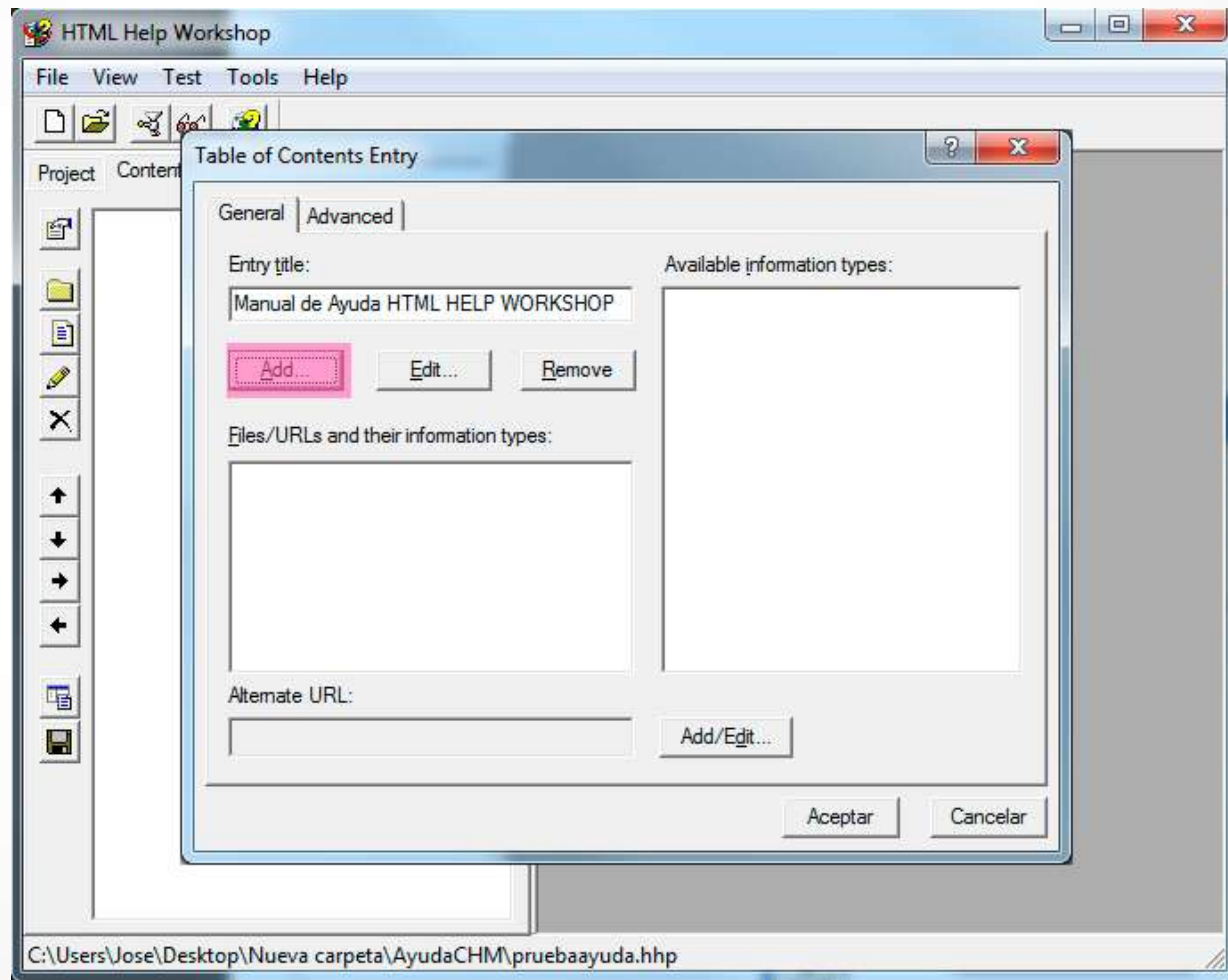 HTML Help Workshop
File View Test Tools Help
Table of Contents Entry
Project Conten
General Advanced
Entry title:
Available information types:
Manual de Ayuda HTML HELP WORKSHOP
Add... Edit... Remove
Files/URLs and their information types:
Alternate URL:
Add/Edit...
Aceptar Cancelar
C:\Users\Jose\Desktop\Nueva carpeta\AyudaCHM\pruebaayuda.hhp